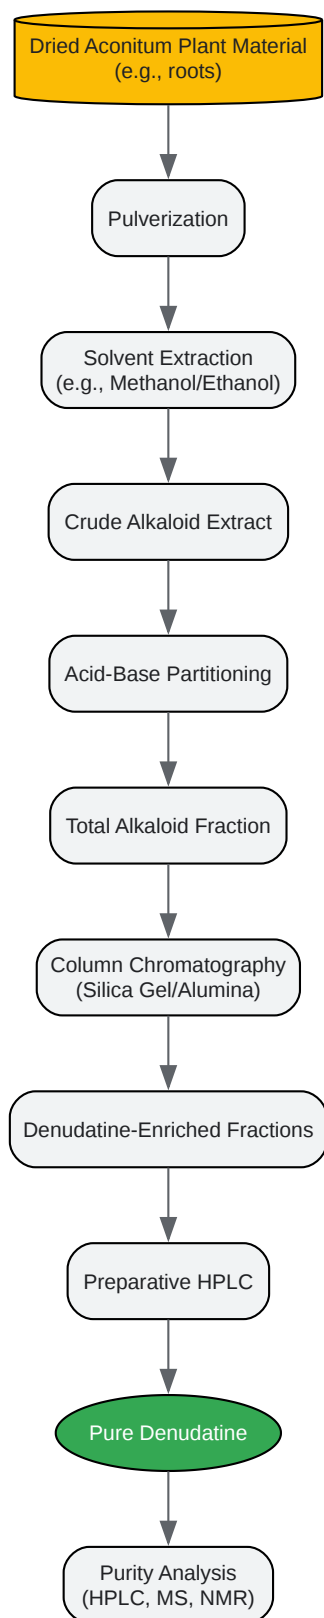 Dried Aconitum Plant Material
(e.g., roots)
Pulverization
Solvent Extraction
(e.g., Methanol/Ethanol)
Crude Alkaloid Extract
Acid-Base Partitioning
Total Alkaloid Fraction
Column Chromatography
(Silica Gel/Alumina)
Denudatine-Enriched Fractions
Preparative HPLC
Pure Denudatine
Purity Analysis
(HPLC, MS, NMR)